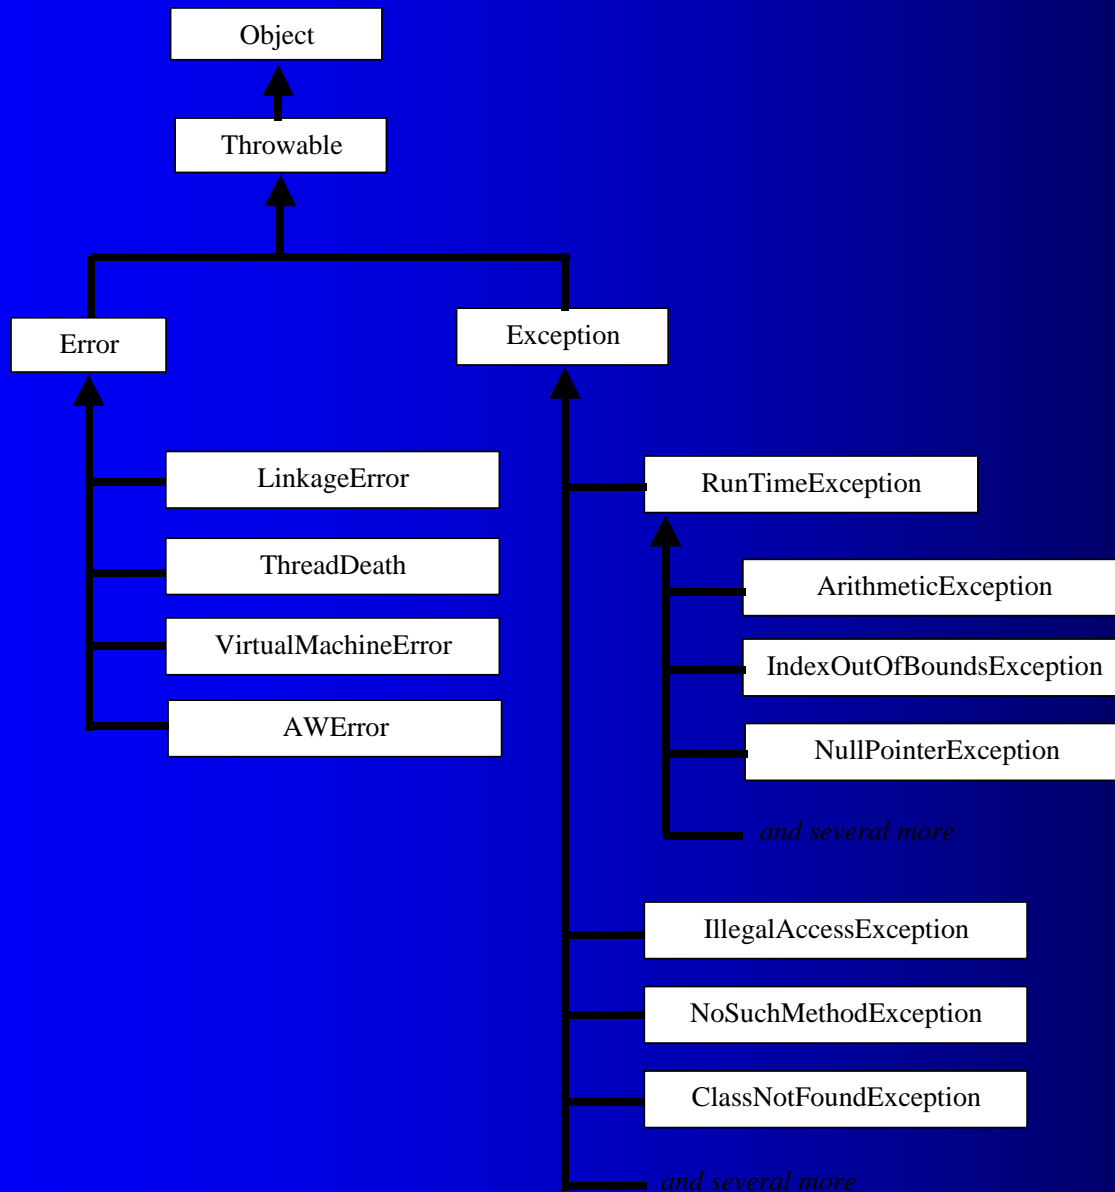 Object
Throwable
Error
Exception
LinkageError
ThreadDeath
VirtualMachineError
AWError
RunTimeException
ArithmeticException
IndexOutOfBoundsException
NullPointerException
and several more
IllegalAccessException
NoSuchMethodException
ClassNotFoundException
and several more